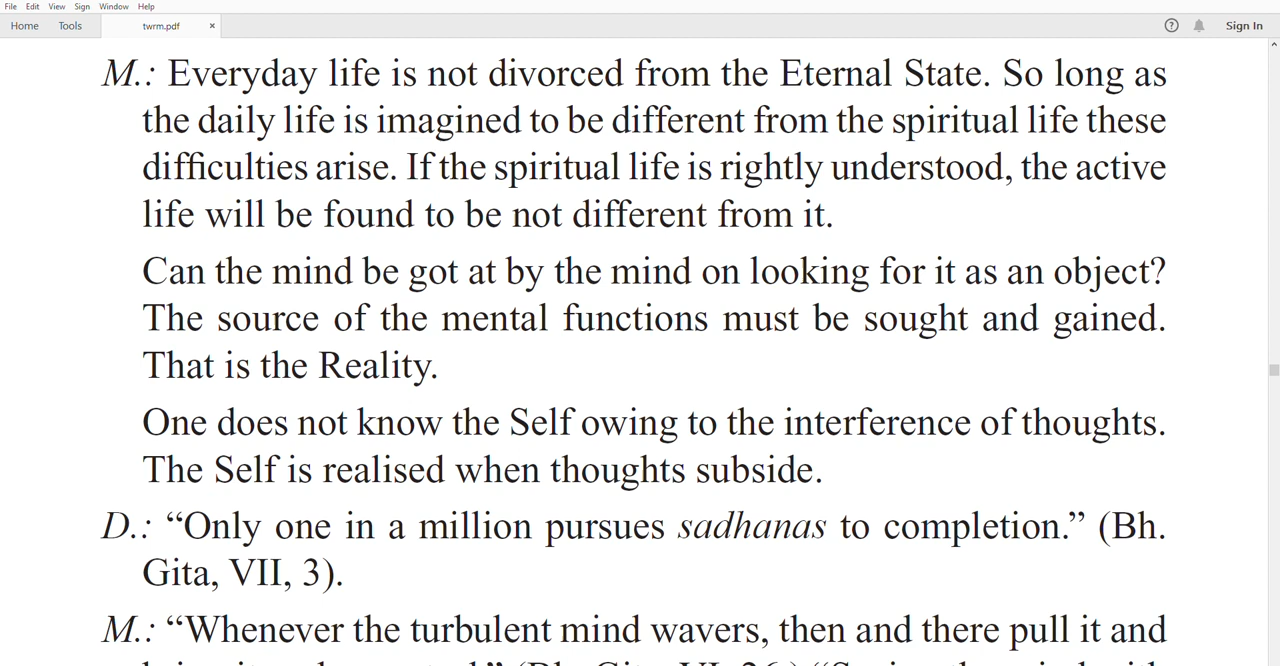 File Edit View Sign Window Help
Home Tools twrm.pdf × ? Sign In
M.: Everyday life is not divorced from the Eternal State. So long as
the daily life is imagined to be different from the spiritual life these
difficulties arise. If the spiritual life is rightly understood, the active
life will be found to be not different from it.
Can the mind be got at by the mind on looking for it as an object?
The source of the mental functions must be sought and gained.
That is the Reality.
One does not know the Self owing to the interference of thoughts.
The Self is realised when thoughts subside.
D.: “Only one in a million pursues sadhanas to completion.” (Bh.
Gita, VII, 3).
M.: “Whenever the turbulent mind wavers, then and there pull it and